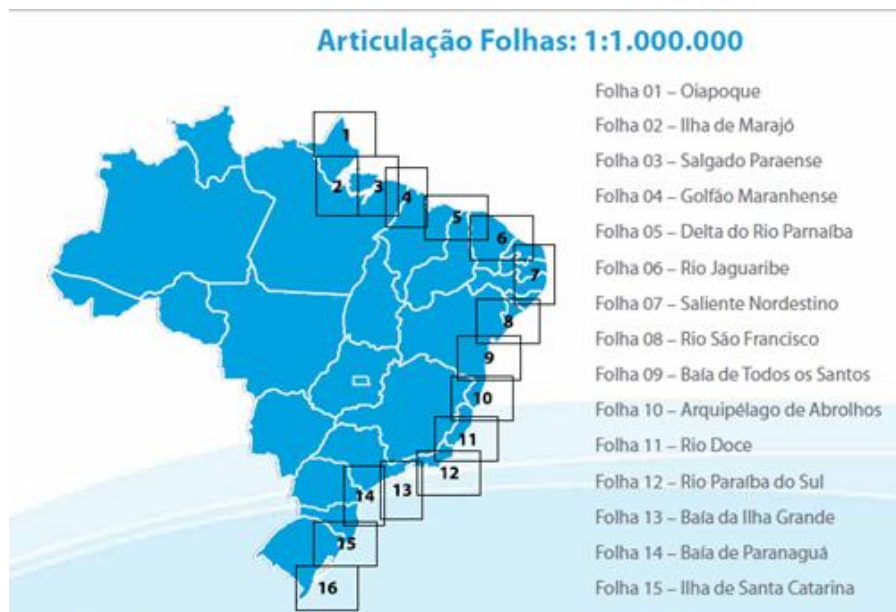 Articulação Folhas: 1:1.000.000
Folha 01 – Oiapoque
Folha 02 – Ilha de Marajó
Folha 03 – Salgado Paraense
Folha 04 – Golfão Maranhense
Folha 05 – Delta do Rio Parnaíba
Folha 06 – Rio Jaguaribe
Folha 07 – Saliente Nordestino
Folha 08 – Rio São Francisco
Folha 09 – Baía de Todos os Santos
Folha 10 – Arquipélago de Abrolhos
Folha 11 – Rio Doce
Folha 12 – Rio Paraíba do Sul
Folha 13 – Baía da Ilha Grande
Folha 14 – Baía de Paranaguá
Folha 15 – Ilha de Santa Catarina
1
2
3
4
5
6
7
8
9
10
11
12
13
14
15
16